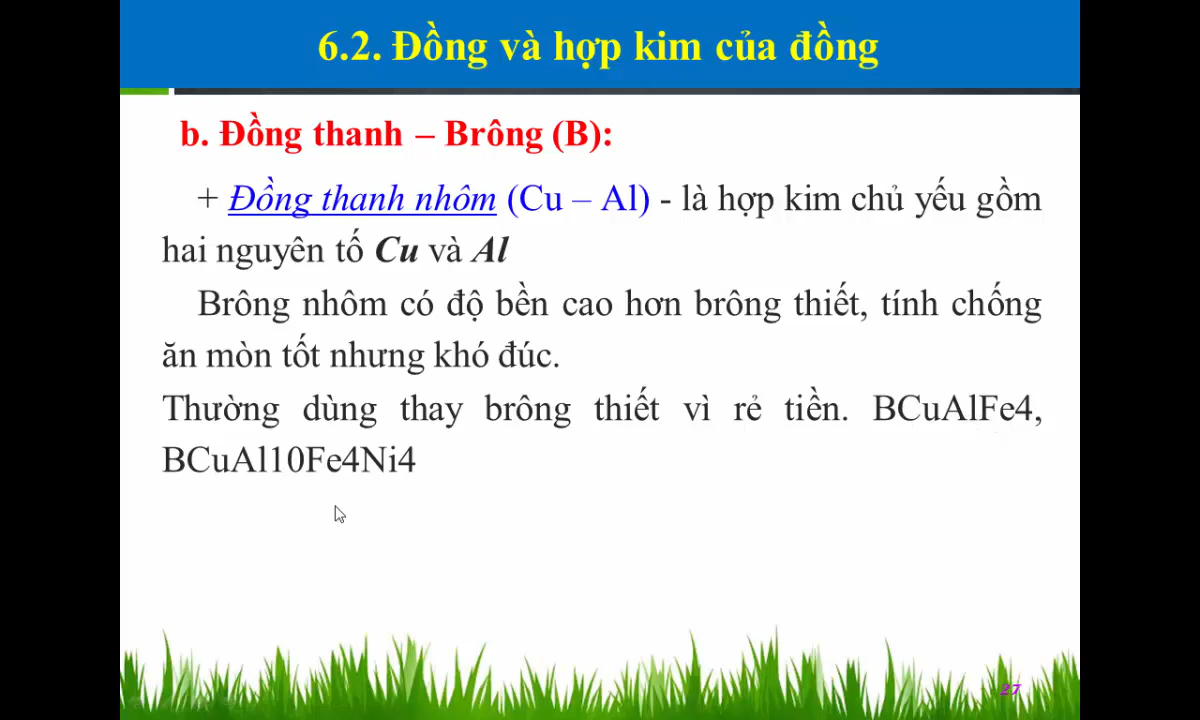 6.2. Đồng và hợp kim của đồng
b. Đồng thanh – Brông (B):
+ Đồng thanh nhôm (Cu – Al) - là hợp kim chủ yếu gồm
hai nguyên tố Cu và Al
Brông nhôm có độ bền cao hơn brông thiết, tính chống
ăn mòn tốt nhưng khó đúc.
Thường dùng thay brông thiết vì rẻ tiền. BCuAlFe4,
BCuAl10Fe4Ni4
27